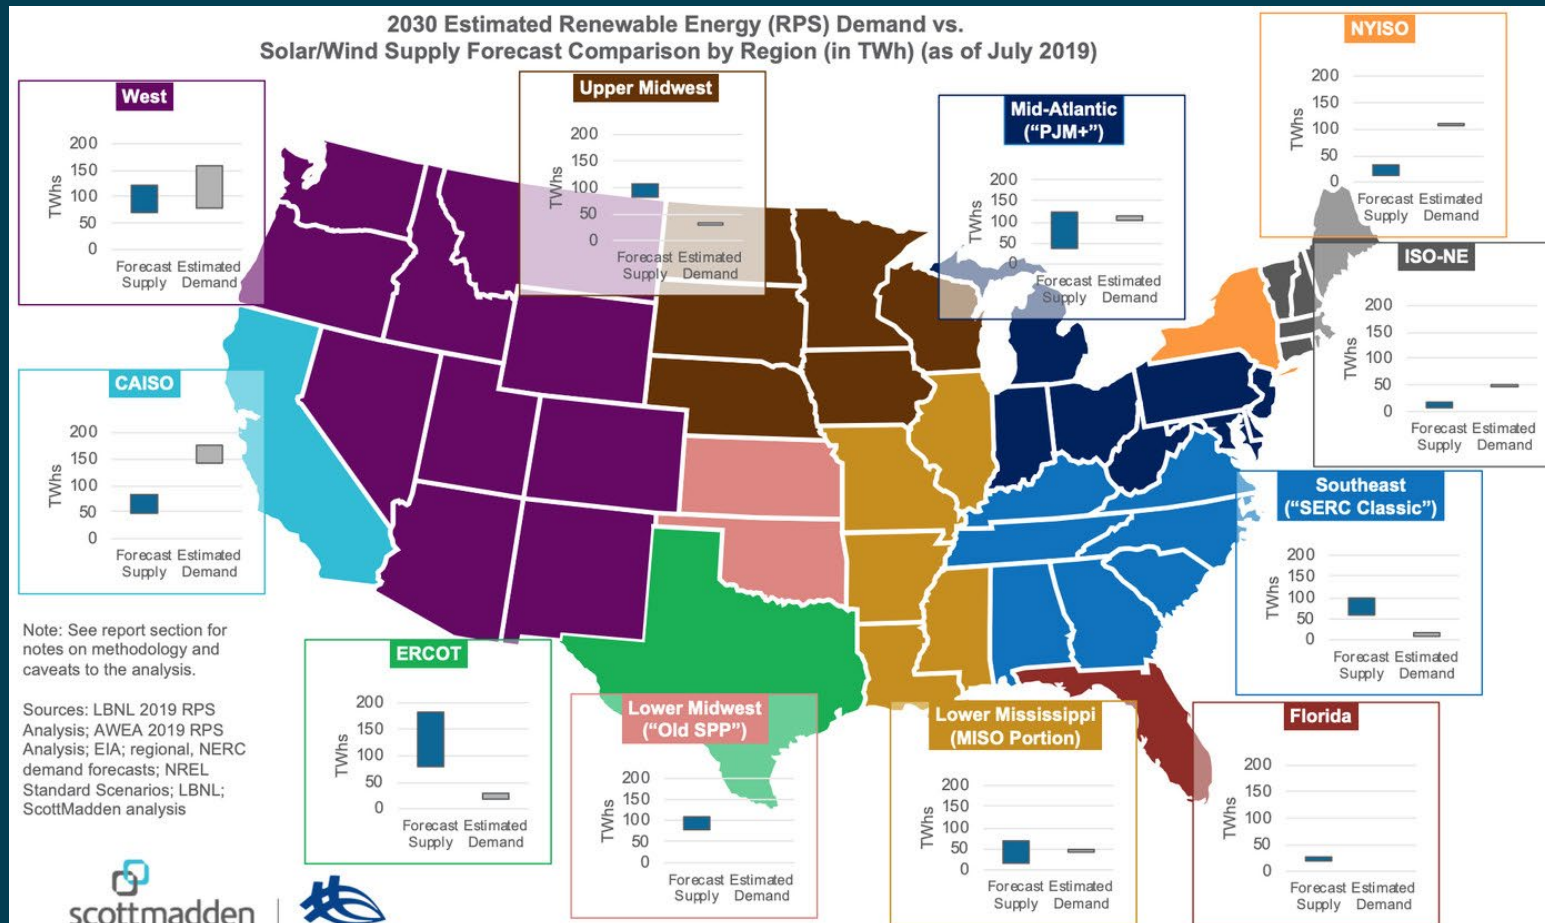 2030 Estimated Renewable Energy (RPS) Demand vs.
Solar/Wind Supply Forecast Comparison by Region (in TWh) (as of July 2019)
West
TWhs
200
150
100
50
0
Forecast Estimated
Supply Demand
Upper Midwest
TWhs
200
150
100
50
0
Forecast Estimated
Supply Demand
Mid-Atlantic
("PJM+")
TWhs
200
150
100
50
0
Forecast Estimated
Supply Demand
NYISO
TWhs
200
150
100
50
0
Forecast Estimated
Supply Demand
ISO-NE
TWhs
200
150
100
50
0
Forecast Estimated
Supply Demand
CAISO
TWhs
200
150
100
50
0
Forecast Estimated
Supply Demand
Southeast
("SERC Classic")
TWhs
200
150
100
50
0
Forecast Estimated
Supply Demand
Note: See report section for
notes on methodology and
caveats to the analysis.
Sources: LBNL 2019 RPS
Analysis; AWEA 2019 RPS
Analysis; EIA; regional, NERC
demand forecasts; NREL
Standard Scenarios; LBNL;
ScottMadden analysis
ERCOT
TWhs
200
150
100
50
0
Forecast Estimated
Supply Demand
Lower Midwest
("Old SPP")
TWhs
200
150
100
50
0
Forecast Estimated
Supply Demand
Lower Mississippi
(MISO Portion)
TWhs
200
150
100
50
0
Forecast Estimated
Supply Demand
Florida
TWhs
200
150
100
50
0
Forecast Estimated
Supply Demand
scottmadden